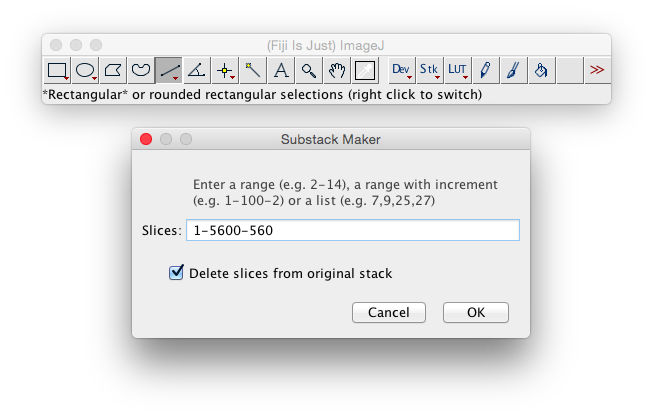 (Fiji Is Just) ImageJ
A Dev Stk LUT >>
*Rectangular* or rounded rectangular selections (right click to switch)
Substack Maker
Enter a range (e.g. 2-14), a range with increment
(e.g. 1-100-2) or a list (e.g. 7,9,25,27)
Slices: 1-5600-560
Delete slices from original stack
Cancel OK